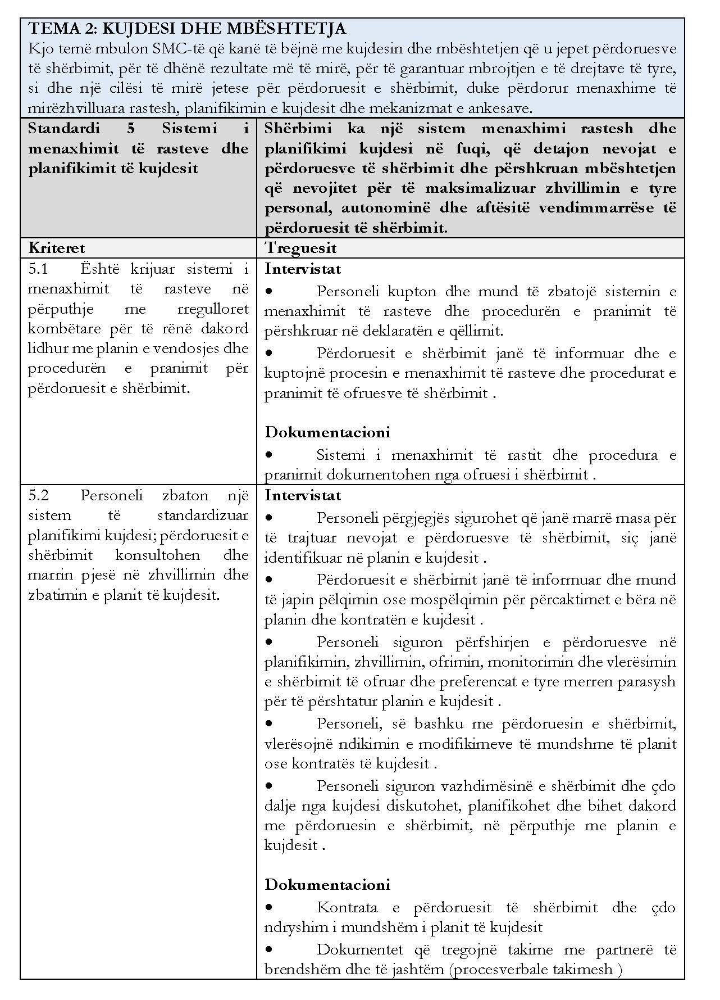 TEMA 2: KUJDESI DHE MBËSHTETJA
Kjo temë mbulon SMC-të që kanë të bëjnë me kujdesin dhe mbështetjen që u jepet përdoruesve
të shërbimit, për të dhënë rezultate më të mirë, për të garantuar mbrojtjen e të drejtave të tyre,
si dhe një cilësi të mirë jetese për përdoruesit e shërbimit, duke përdorur menaxhime të
mirëzhvilluara rastesh, planifikimin e kujdesit dhe mekanizmat e ankesave.
Standardi 5 Sistemi i
menaxhimit të rasteve dhe
planifikimit të kujdesit
Shërbimi ka një sistem menaxhimi rastesh dhe
planifikimi kujdesi në fuqi, që detajon nevojat e
përdoruesve të shërbimit dhe përshkruan mbështetjen
që nevojitet për të maksimalizuar zhvillimin e tyre
personal, autonominë dhe aftësitë vendimmarrëse të
përdoruesit të shërbimit.
Kriteret
Treguesit
5.1 Është krijuar sistemi i
menaxhimit të rasteve në
përputhje me rregulloret
kombëtare për të rënë dakord
lidhur me planin e vendosjes dhe
procedurën e pranimit për
përdoruesit e shërbimit.
Intervistat
• Personeli kupton dhe mund të zbatojë sistemin e
menaxhimit të rasteve dhe procedurën e pranimit të
përshkruar në deklaratën e qëllimit.
• Përdoruesit e shërbimit janë të informuar dhe e
kuptojnë procesin e menaxhimit të rasteve dhe procedurat e
pranimit të ofruesve të shërbimit .
Dokumentacioni
• Sistemi i menaxhimit të rastit dhe procedura e
pranimit dokumentohen nga ofruesi i shërbimit .
5.2 Personeli zbaton një
sistem të standardizuar
planifikimi kujdesi; përdoruesit e
shërbimit konsultohen dhe
marrin pjesë në zhvillimin dhe
zbatimin e planit të kujdesit.
Intervistat
• Personeli përgjegjës sigurohet që janë marrë masa për
të trajtuar nevojat e përdoruesve të shërbimit, siç janë
identifikuar në planin e kujdesit .
• Përdoruesit e shërbimit janë të informuar dhe mund
të japin pëlqimin ose mospëlqimin për përcaktimet e bëra në
planin dhe kontratën e kujdesit .
• Personeli siguron përfshirjen e përdoruesve në
planifikimin, zhvillimin, ofrimin, monitorimin dhe vlerësimin
e shërbimit të ofruar dhe preferencat e tyre merren parasysh
për të përshtatur planin e kujdesit .
• Personeli, së bashku me përdoruesin e shërbimit,
vlerësojnë ndikimin e modifikimeve të mundshme të planit
ose kontratës të kujdesit .
• Personeli siguron vazhdimësinë e shërbimit dhe çdo
dalje nga kujdesi diskutohet, planifikohet dhe bihet dakord
me përdoruesin e shërbimit, në përputhje me planin e
kujdesit .
Dokumentacioni
• Kontrata e përdoruesit të shërbimit dhe çdo
ndryshim i mundshëm i planit të kujdesit
• Dokumentet që tregojnë takime me partnerë të
brendshëm dhe të jashtëm (procesverbale takimesh )